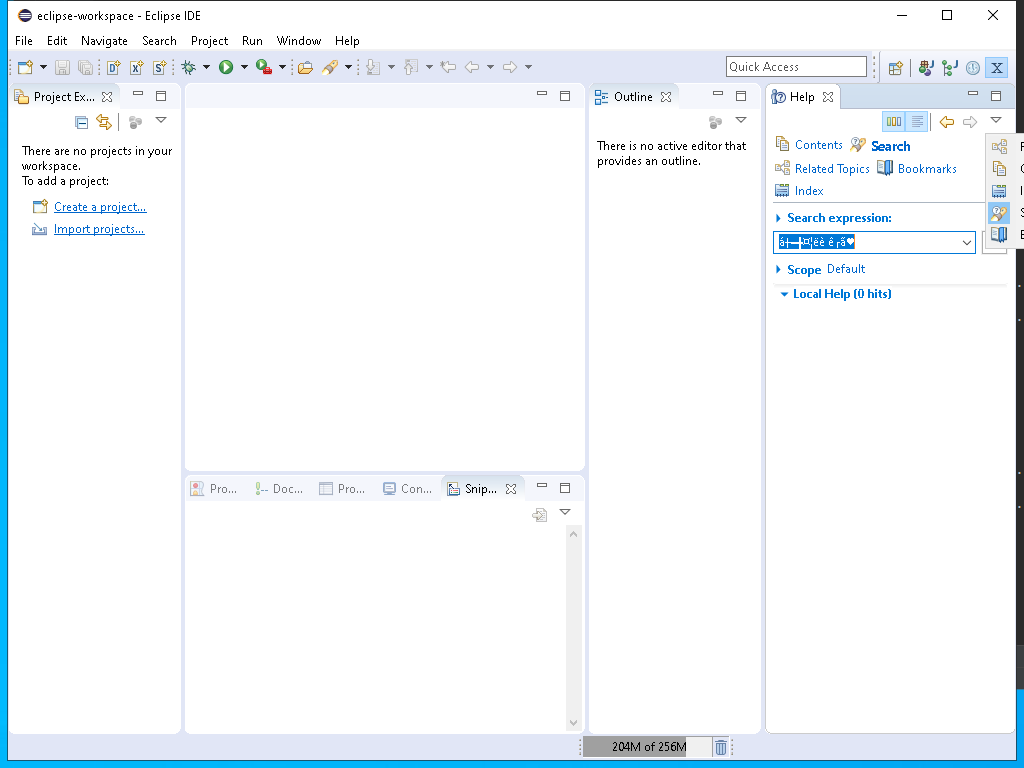 eclipse-workspace - Eclipse IDE
File Edit Navigate Search Project Run Window Help
Quick Access
Project Ex...
Outline
Help
There are no projects in your workspace.
To add a project:
Create a project...
Import projects...
There is no active editor that provides an outline.
Contents Search
Related Topics Bookmarks
Index
Search expression:
Scope Default
Local Help (0 hits)
Pro... Doc... Pro... Con... Snip...
204M of 256M